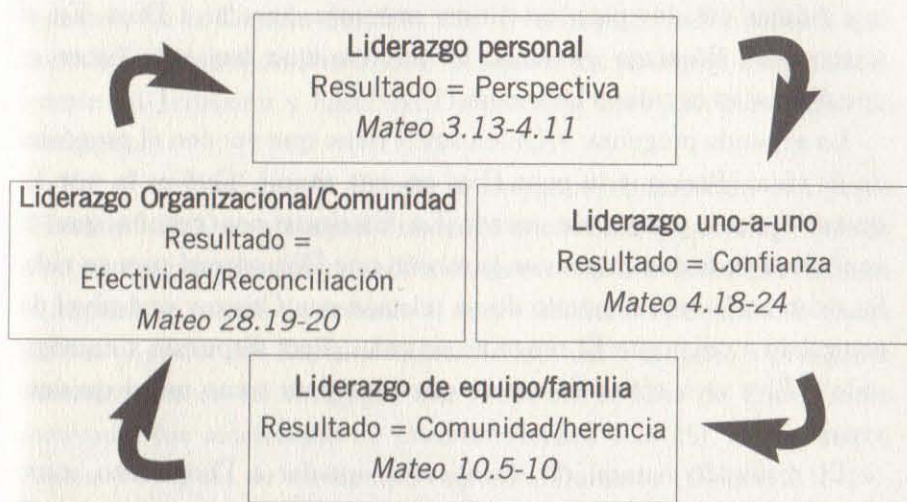 Liderazgo personal
Resultado = Perspectiva
Mateo 3.13-4.11
Liderazgo Organizacional/Comunidad
Resultado =
Efectividad/Reconciliación
Mateo 28.19-20
Liderazgo uno-a-uno
Resultado = Confianza
Mateo 4.18-24
Liderazgo de equipo/familia
Resultado = Comunidad/herencia
Mateo 10.5-10